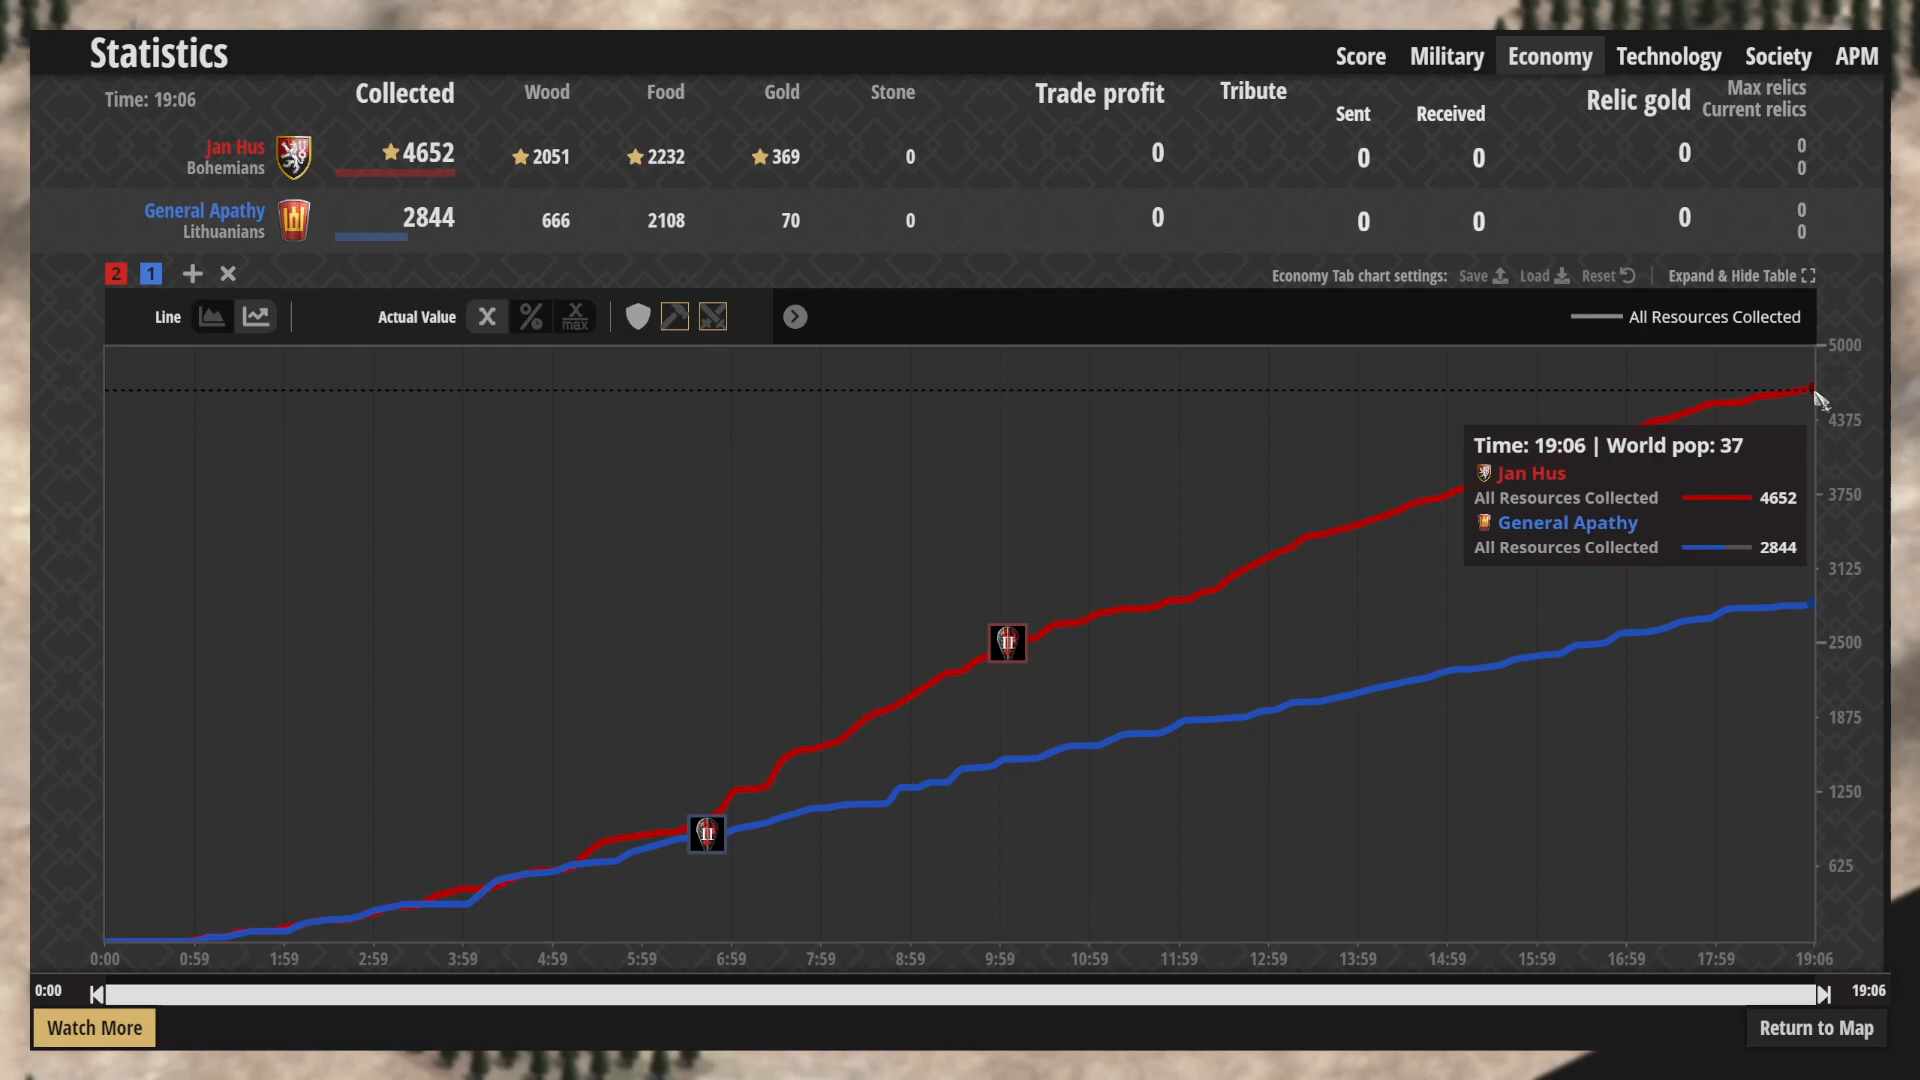 Statistics
Score Military Economy Technology Society APM
Time: 19:06 Collected Wood Food Gold Stone Trade profit Tribute Sent Received Relic gold Max relics
Current relics
Jan Hus 4652 2051 2232 369 0 0 0 0 0 0
Bohemians 0
General Apathy 2844 666 2108 70 0 0 0 0 0 0
Lithuanians 0
2 1 Economy Tab chart settings: Save Load Reset Expand & Hide Table
Line Actual Value X % X max All Resources Collected
5000
4375
Time: 19:06 | World pop: 37
Jan Hus
All Resources Collected 4652
3750
General Apathy
All Resources Collected 2844
3125
II
2500
1875
1250
II
625
0:00 0:59 1:59 2:59 3:59 4:59 5:59 6:59 7:59 8:59 9:59 10:59 11:59 12:59 13:59 14:59 15:59 16:59 17:59 19:06
0:00 19:06
Watch More Return to Map